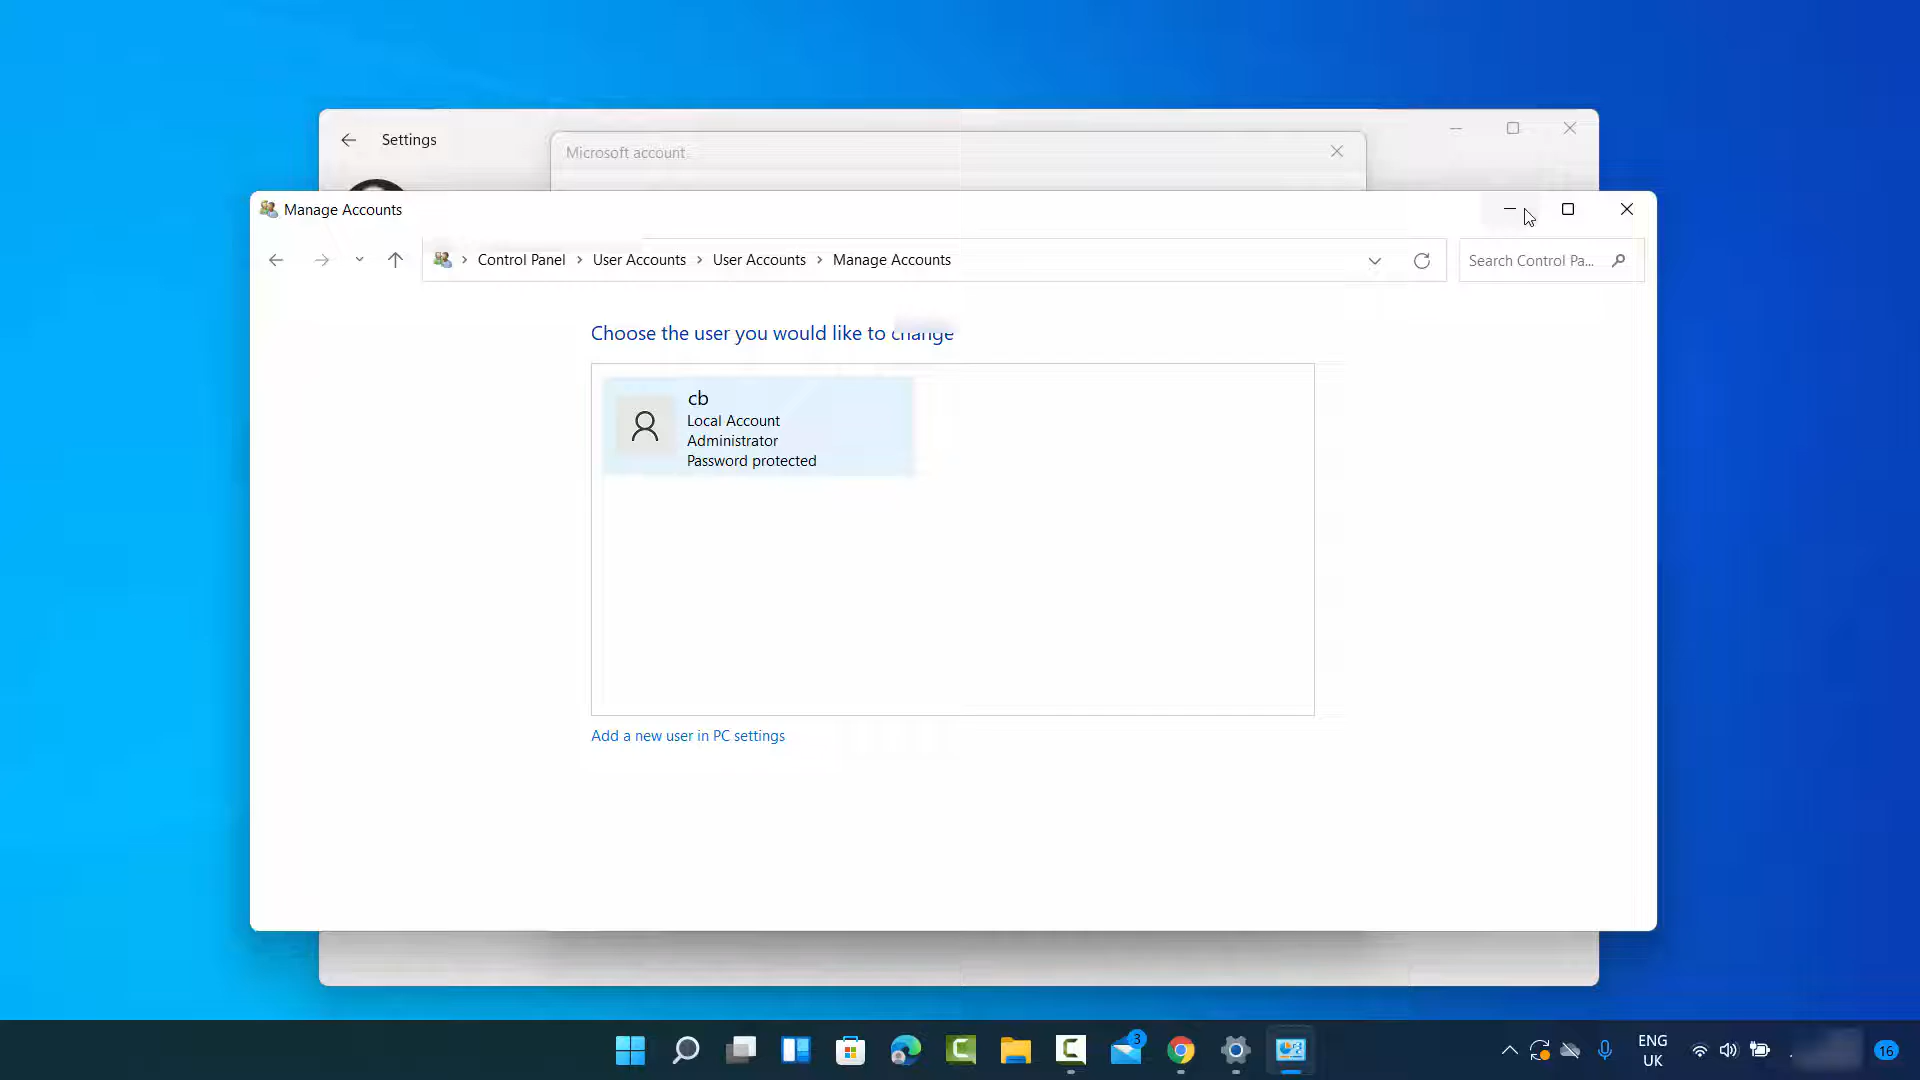 Settings
Microsoft account
Manage Accounts
Control Panel > User Accounts > User Accounts > Manage Accounts
Search Control Pa...
Choose the user you would like to change
cb
Local Account
Administrator
Password protected
Add a new user in PC settings
3
ENG
UK
16